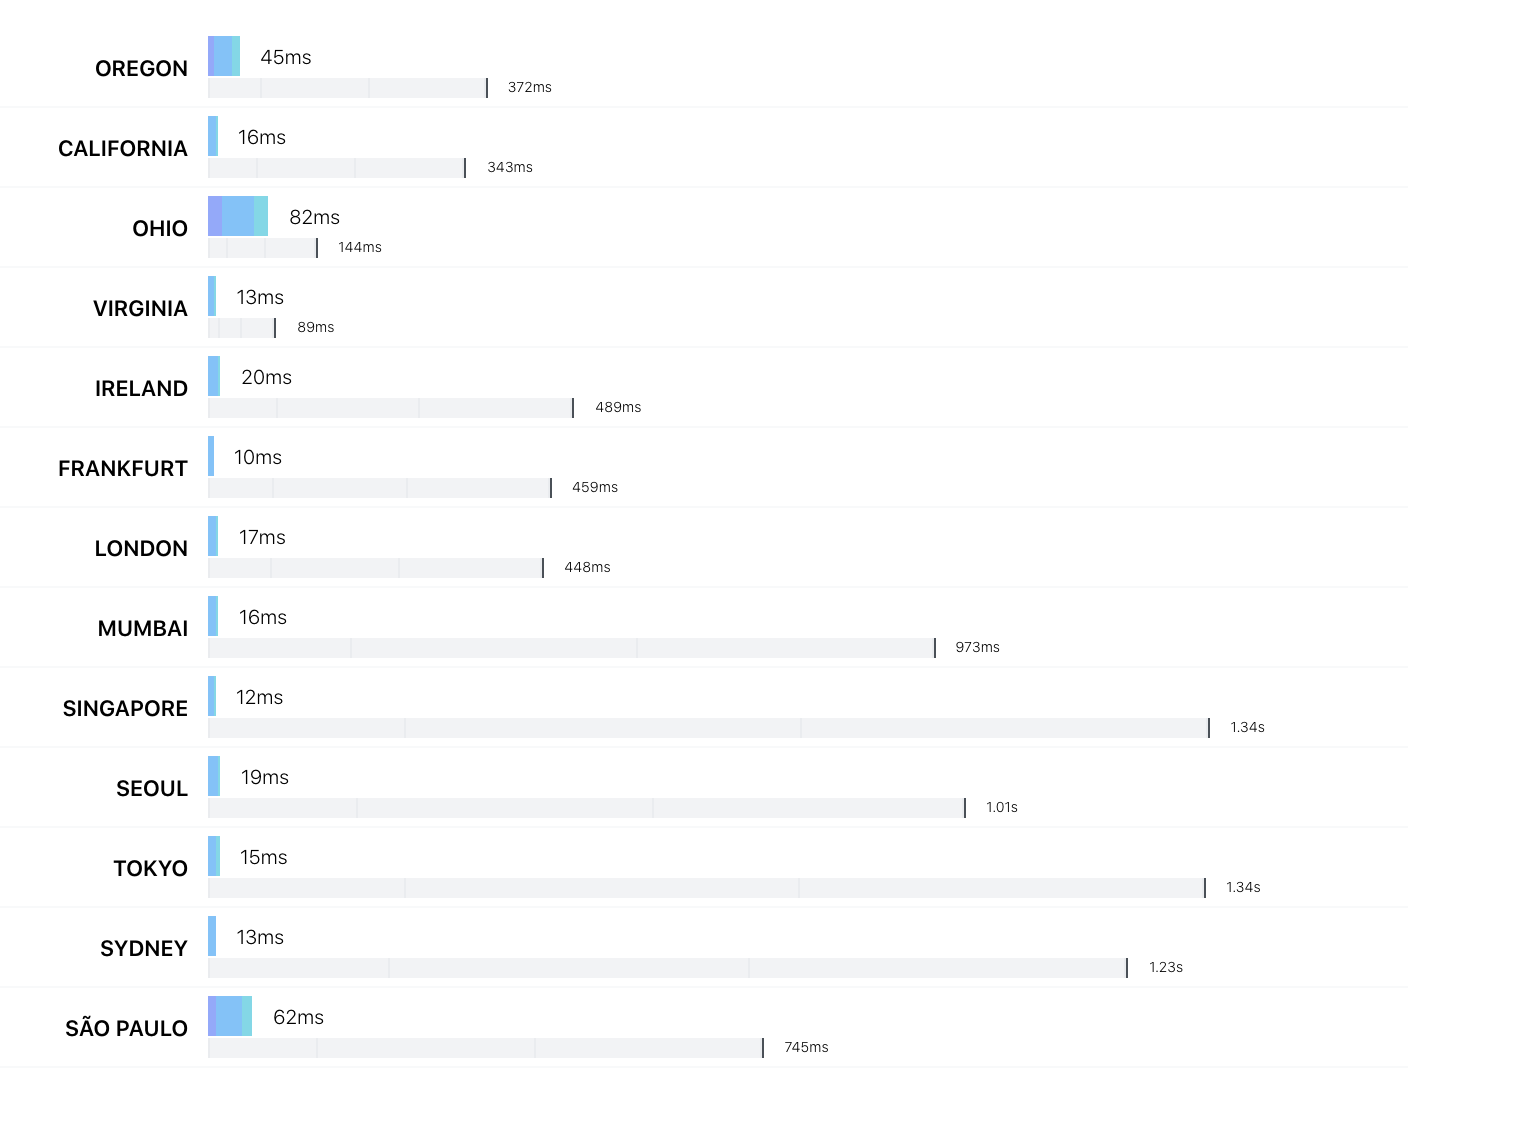 OREGON
45ms
372ms
CALIFORNIA
16ms
343ms
OHIO
82ms
144ms
VIRGINIA
13ms
89ms
IRELAND
20ms
489ms
FRANKFURT
10ms
459ms
LONDON
17ms
448ms
MUMBAI
16ms
973ms
SINGAPORE
12ms
1.34s
SEOUL
19ms
1.01s
TOKYO
15ms
1.34s
SYDNEY
13ms
1.23s
SÃO PAULO
62ms
745ms